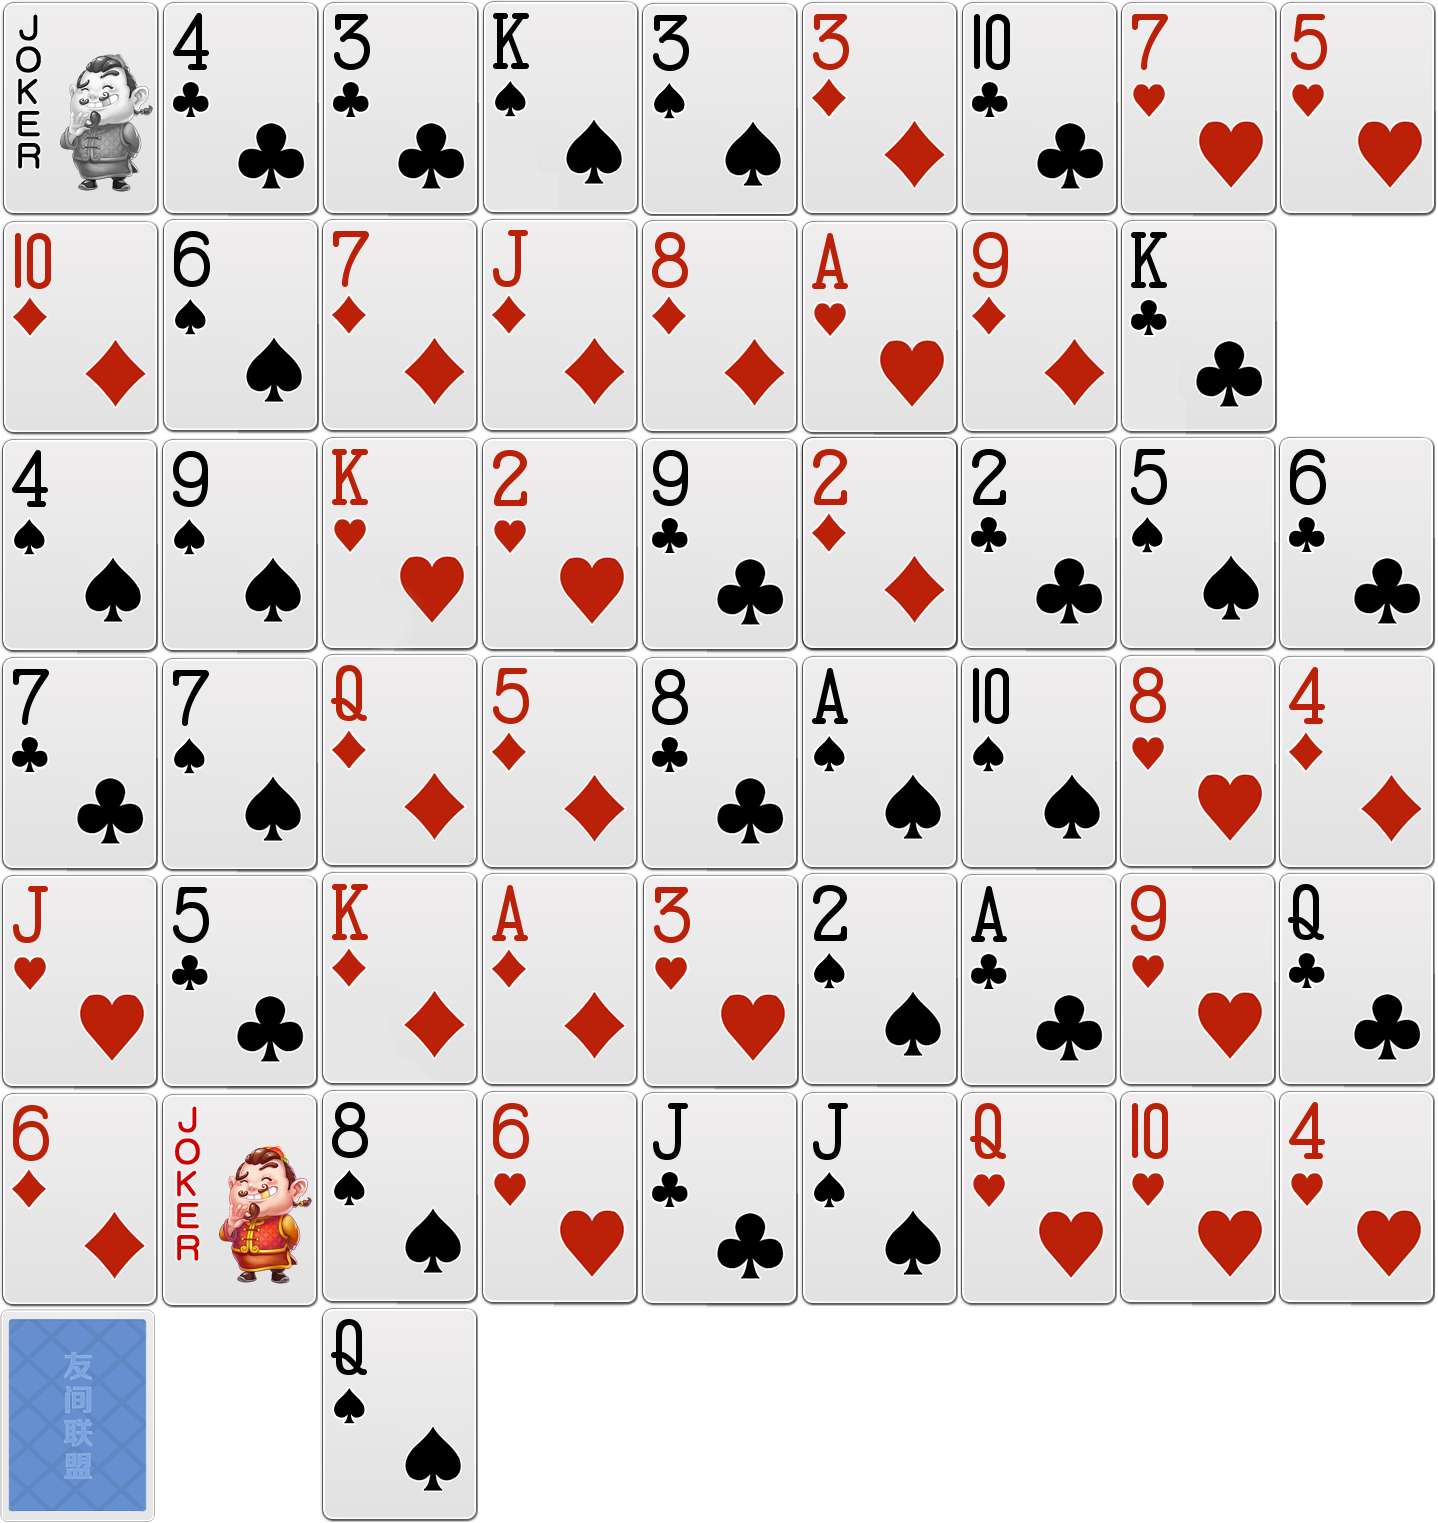 JOKER 4 3 K 3 3 10 7 5
10 6 7 J 8 A 9 K
4 9 K 2 9 2 2 5 6
7 7 Q 5 8 A 10 8 4
J 5 K A 3 2 A 9 Q
6 JOKER 8 6 J J Q 10 4
友间联盟 Q